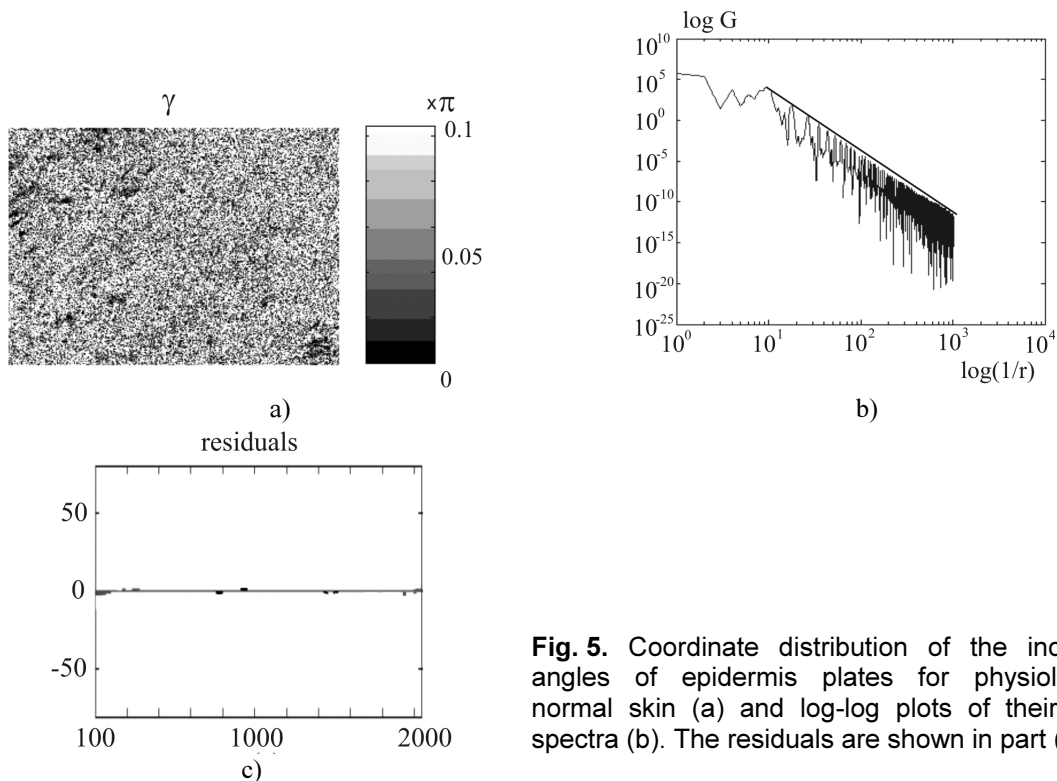 γ
×π
0.1
0.05
0
a)
log G
10^10
10^5
10^0
10^-5
10^-10
10^-15
10^-20
10^-25
10^0 10^1 10^2 10^3 10^4
log(1/r)
b)
residuals
50
0
-50
100 1000 2000
c)
Fig. 5. Coordinate distribution of the
angles of epidermis plates for
normal skin (a) and log-log plots of their
spectra (b). The residuals are shown in part